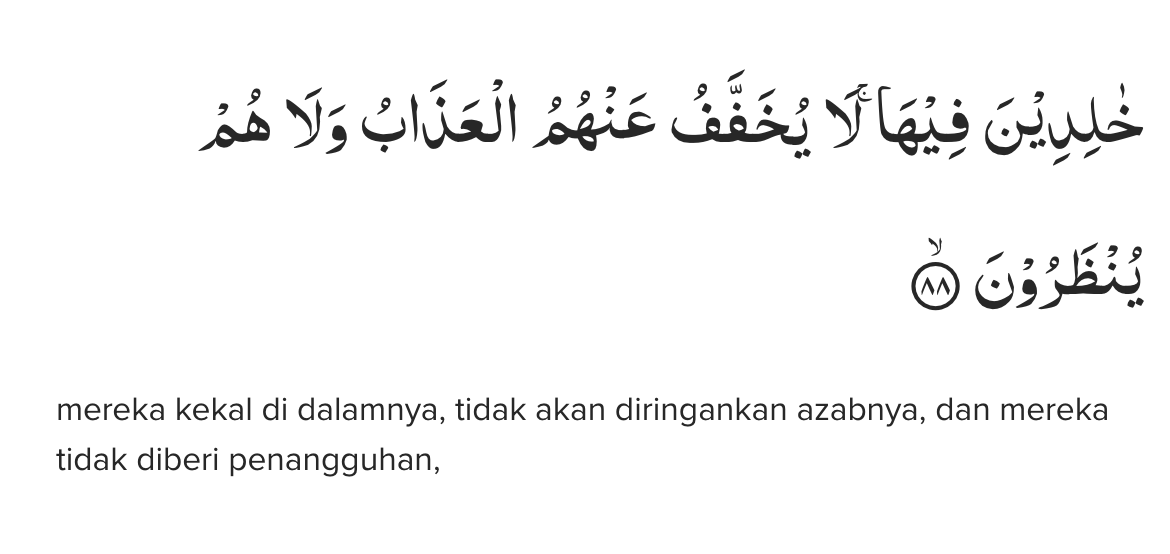 خٰلِدِيْنَ فِيْهَا ۚ لَا يُخَفَّفُ عَنْهُمُ الْعَذَابُ وَلَا هُمْ
يُنْظَرُوْنَ ۙ ٨٨
mereka kekal di dalamnya, tidak akan diringankan azabnya, dan mereka
tidak diberi penangguhan,